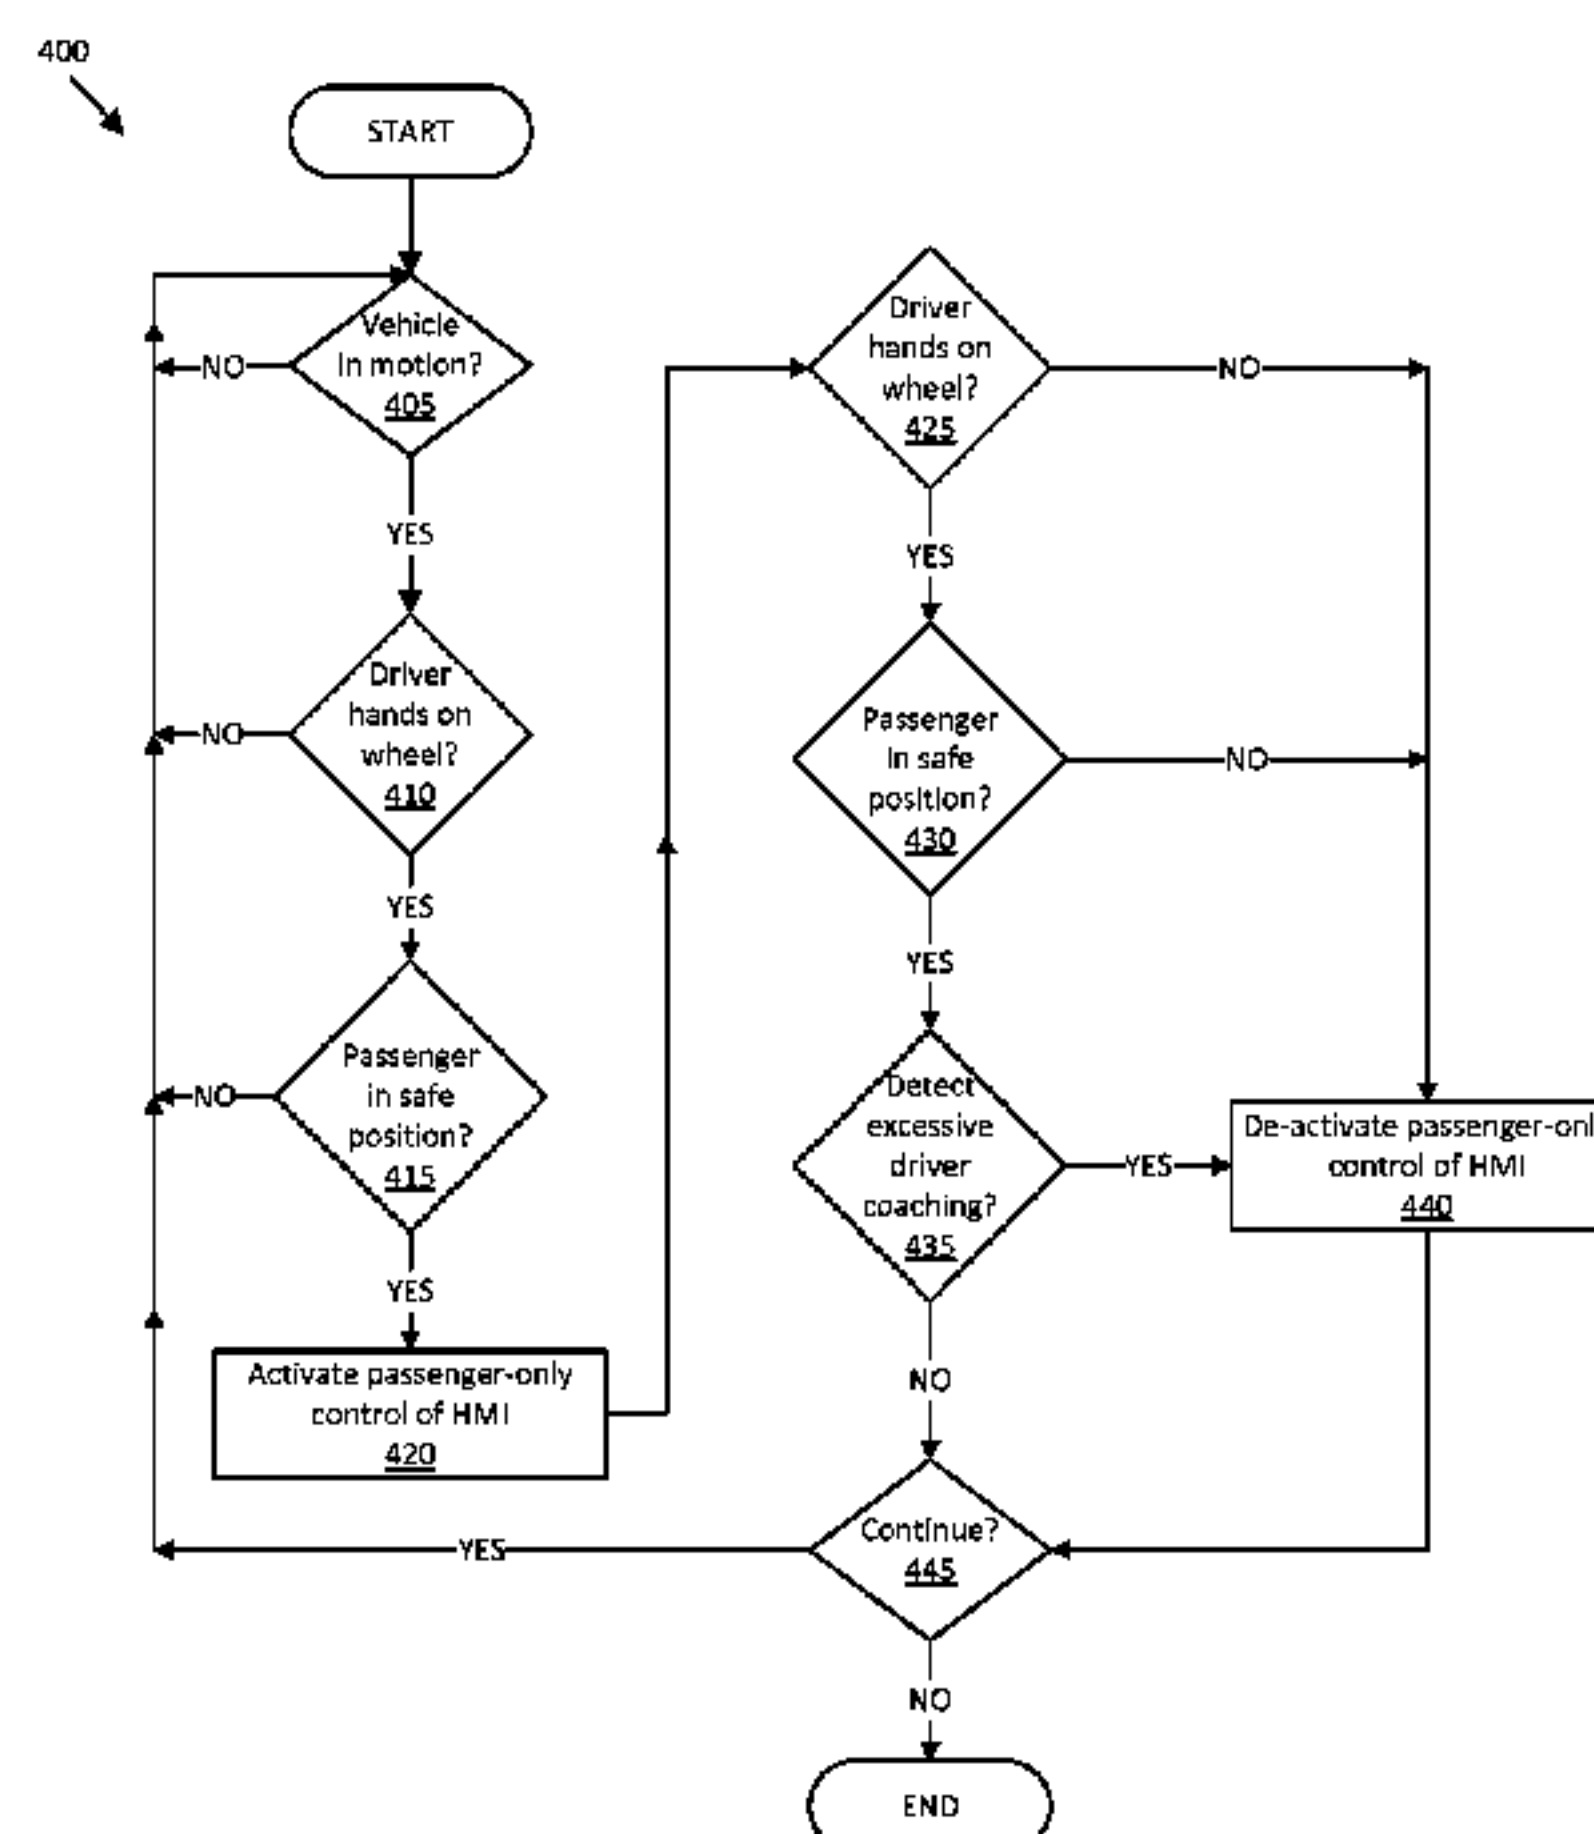 400
START
Vehicle
in motion?
405
NO
YES
Driver
hands on
wheel?
410
NO
YES
Passenger
in safe
position?
415
NO
YES
Activate passenger-only
control of HMI
420
Driver
hands on
wheel?
425
NO
YES
Passenger
in safe
position?
430
NO
YES
Detect
excessive
driver
coaching?
435
YES
De-activate passenger-onl
control of HMI
440
NO
Continue?
445
YES
NO
END